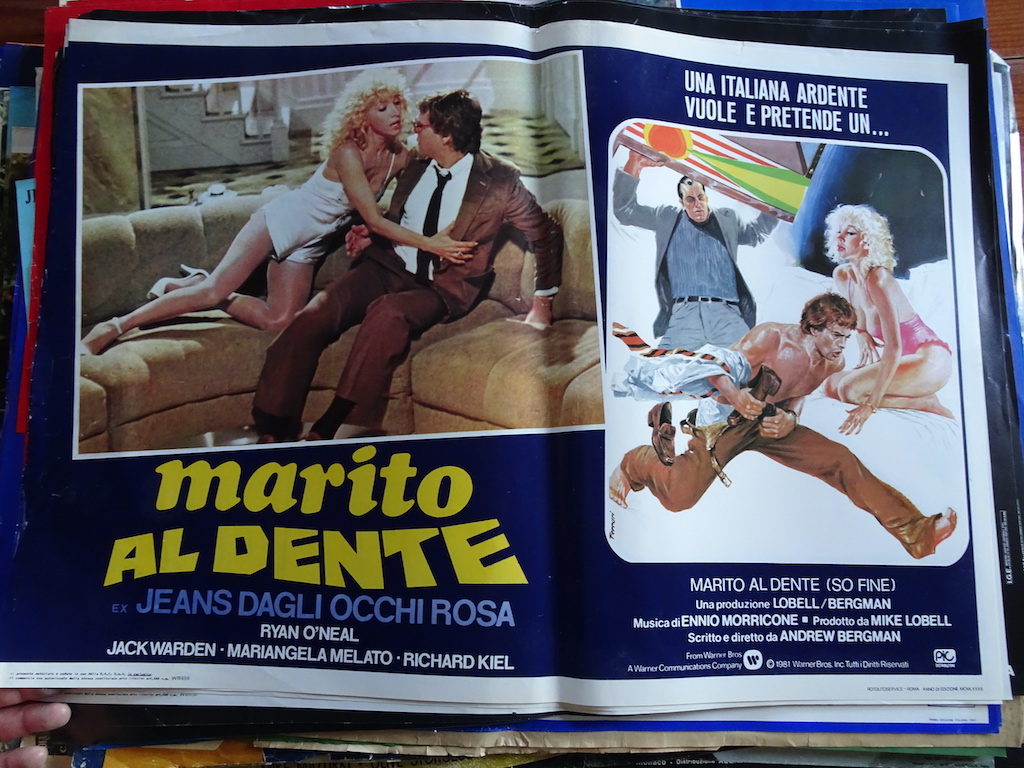 UNA ITALIANA ARDENTE
VUOLE E PRETENDE UN...
marito
AL DENTE
EX JEANS DAGLI OCCHI ROSA
RYAN O'NEAL
JACK WARDEN · MARIANGELA MELATO · RICHARD KIEL
MARITO AL DENTE (SO FINE)
Una produzione LOBELL/BERGMAN
Musica di ENNIO MORRICONE ▪ Prodotto da MIKE LOBELL
Scritto e diretto da ANDREW BERGMAN
From Warner Bros
A Warner Communications Company © 1981 Warner Bros. Inc. Tutti i Diritti Riservati
PIC